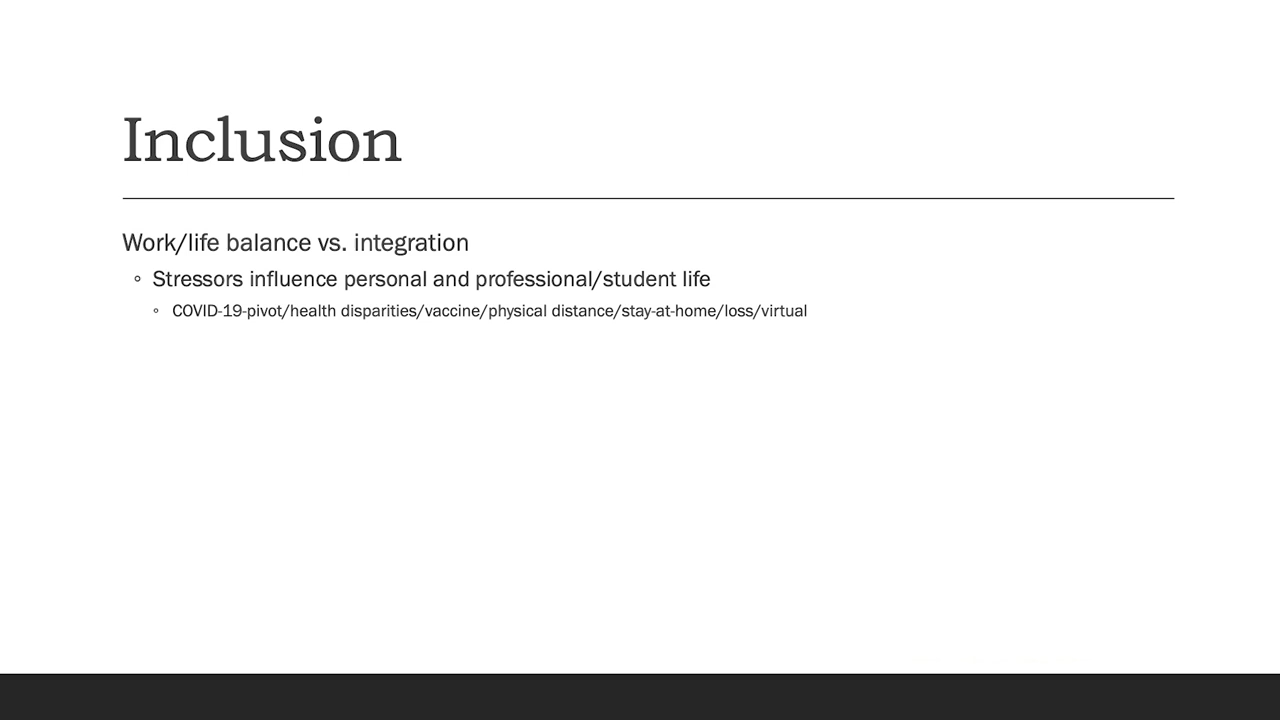 Inclusion
Work/life balance vs. integration
◦ Stressors influence personal and professional/student life
◦ COVID-19-pivot/health disparities/vaccine/physical distance/stay-at-home/loss/virtual